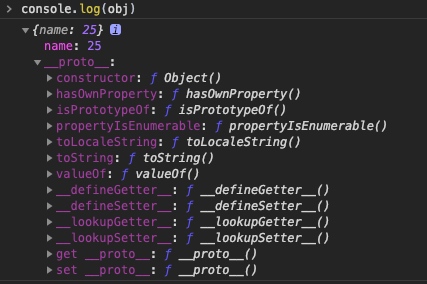 > console.log(obj)
▼{name: 25} i
name: 25
▼__proto__:
▶constructor: ƒ Object()
▶hasOwnProperty: ƒ hasOwnProperty()
▶isPrototypeOf: ƒ isPrototypeOf()
▶propertyIsEnumerable: ƒ propertyIsEnumerable()
▶toLocaleString: ƒ toLocaleString()
▶toString: ƒ toString()
▶valueOf: ƒ valueOf()
▶__defineGetter__: ƒ __defineGetter__()
▶__defineSetter__: ƒ __defineSetter__()
▶__lookupGetter__: ƒ __lookupGetter__()
▶__lookupSetter__: ƒ __lookupSetter__()
▶get __proto__: ƒ __proto__()
▶set __proto__: ƒ __proto__()